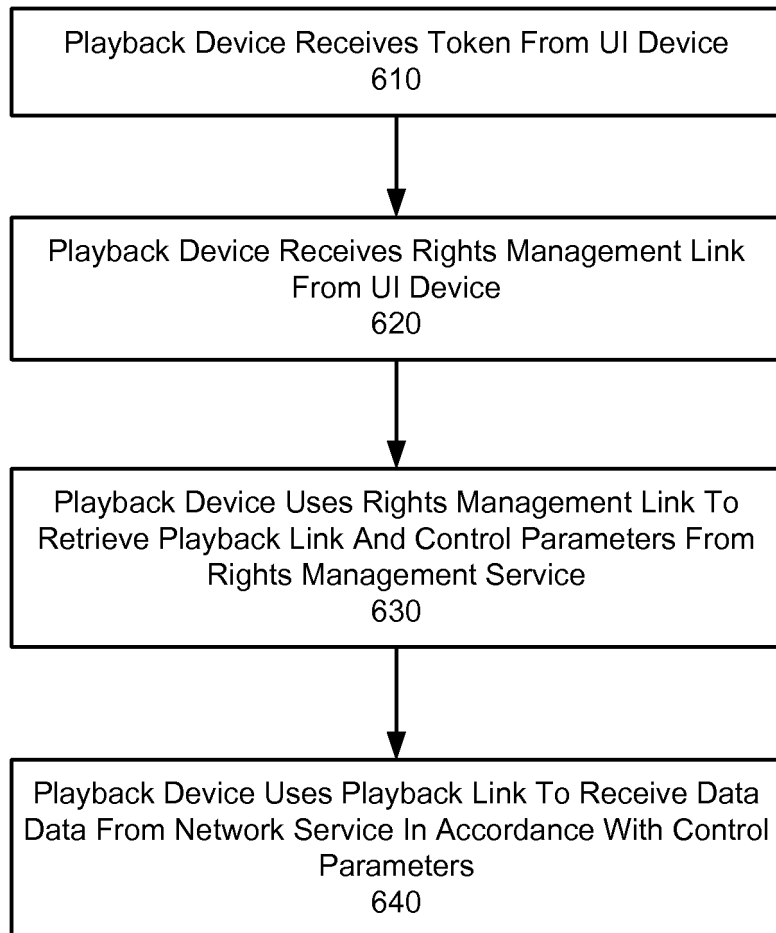 Playback Device Receives Token From UI Device
610
Playback Device Receives Rights Management Link
From UI Device
620
Playback Device Uses Rights Management Link To
Retrieve Playback Link And Control Parameters From
Rights Management Service
630
Playback Device Uses Playback Link To Receive Data
Data From Network Service In Accordance With Control
Parameters
640